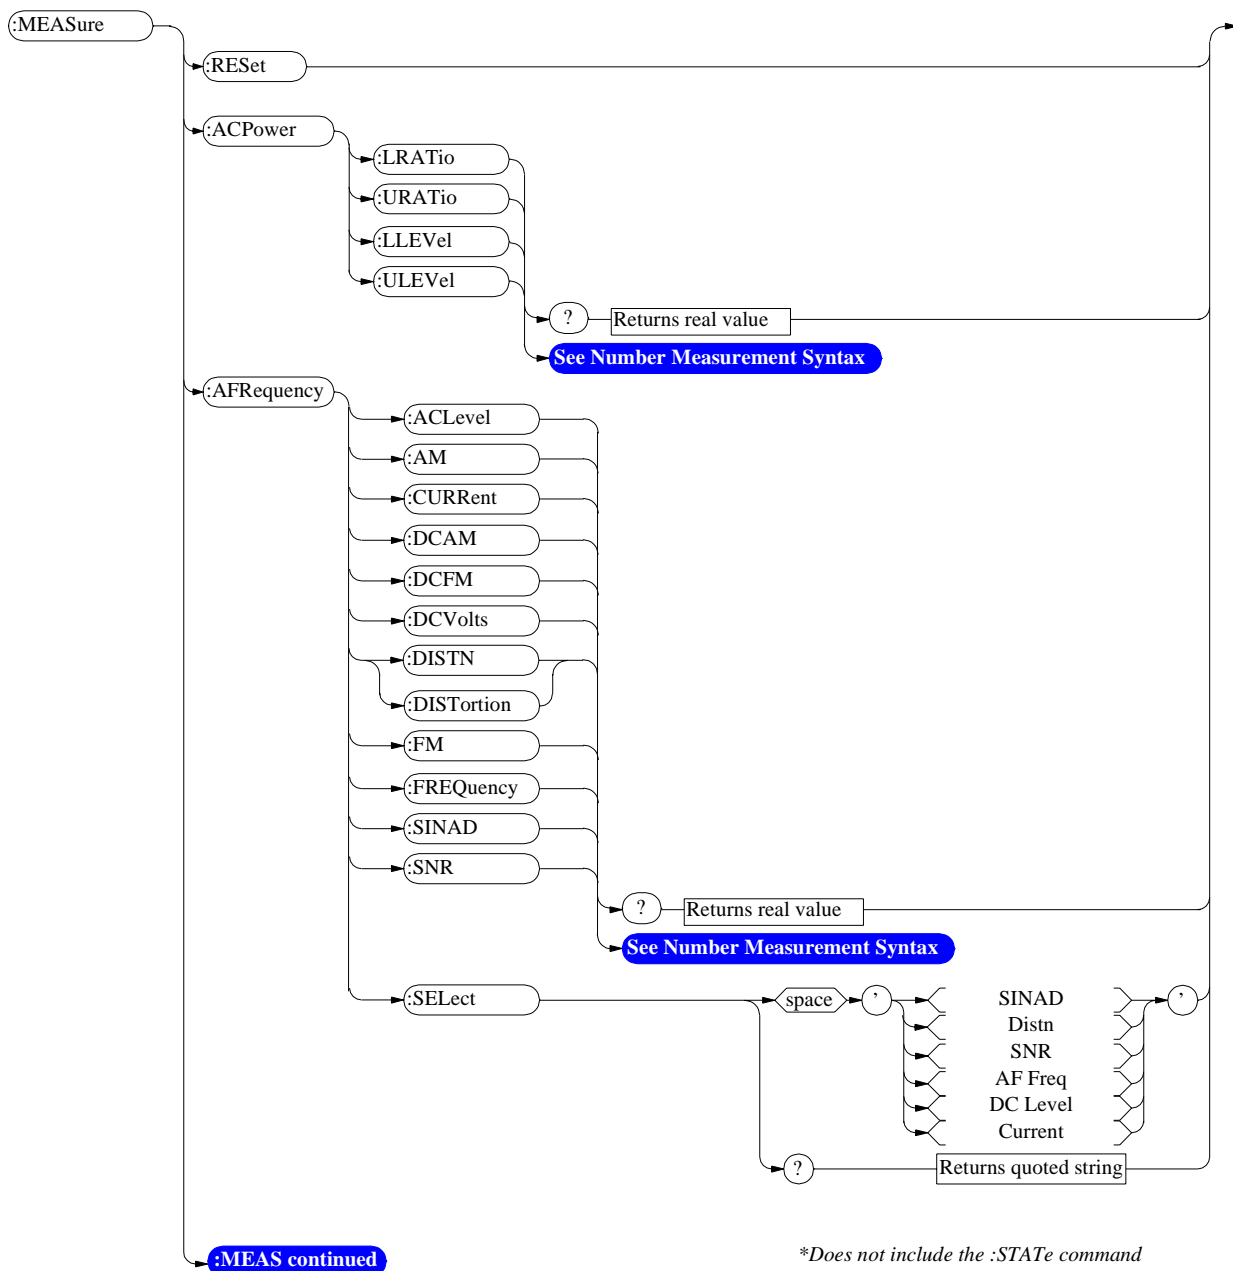 :MEASure
:RESet
:ACPower
:LRATio
:URATio
:LLEVel
:ULEVel
? Returns real value
See Number Measurement Syntax
:AFRequency
:ACLevel
:AM
:CURRent
:DCAM
:DCFM
:DCVolts
:DISTN
:DISTortion
:FM
:FREQuency
:SINAD
:SNR
? Returns real value
See Number Measurement Syntax
:SELect space ' SINAD '
Distn
SNR
AF Freq
DC Level
Current
? Returns quoted string
:MEAS continued
*Does not include the :STATe command